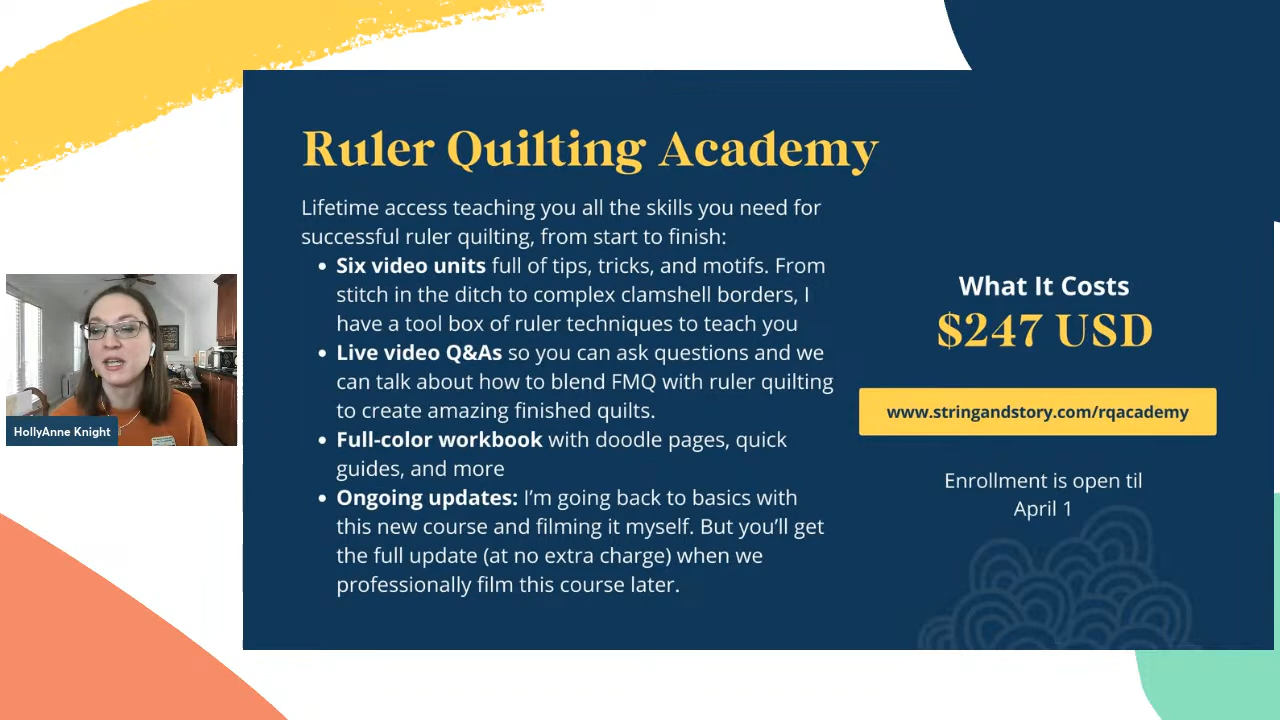 Ruler Quilting Academy
Lifetime access teaching you all the skills you need for
successful ruler quilting, from start to finish:
• Six video units full of tips, tricks, and motifs. From
stitch in the ditch to complex clamshell borders, I
have a tool box of ruler techniques to teach you
• Live video Q&As so you can ask questions and we
can talk about how to blend FMQ with ruler quilting
to create amazing finished quilts.
• Full-color workbook with doodle pages, quick
guides, and more
• Ongoing updates: I’m going back to basics with
this new course and filming it myself. But you’ll get
the full update (at no extra charge) when we
professionally film this course later.
What It Costs
$247 USD
www.stringandstory.com/rqacademy
Enrollment is open til
April 1
HollyAnne Knight